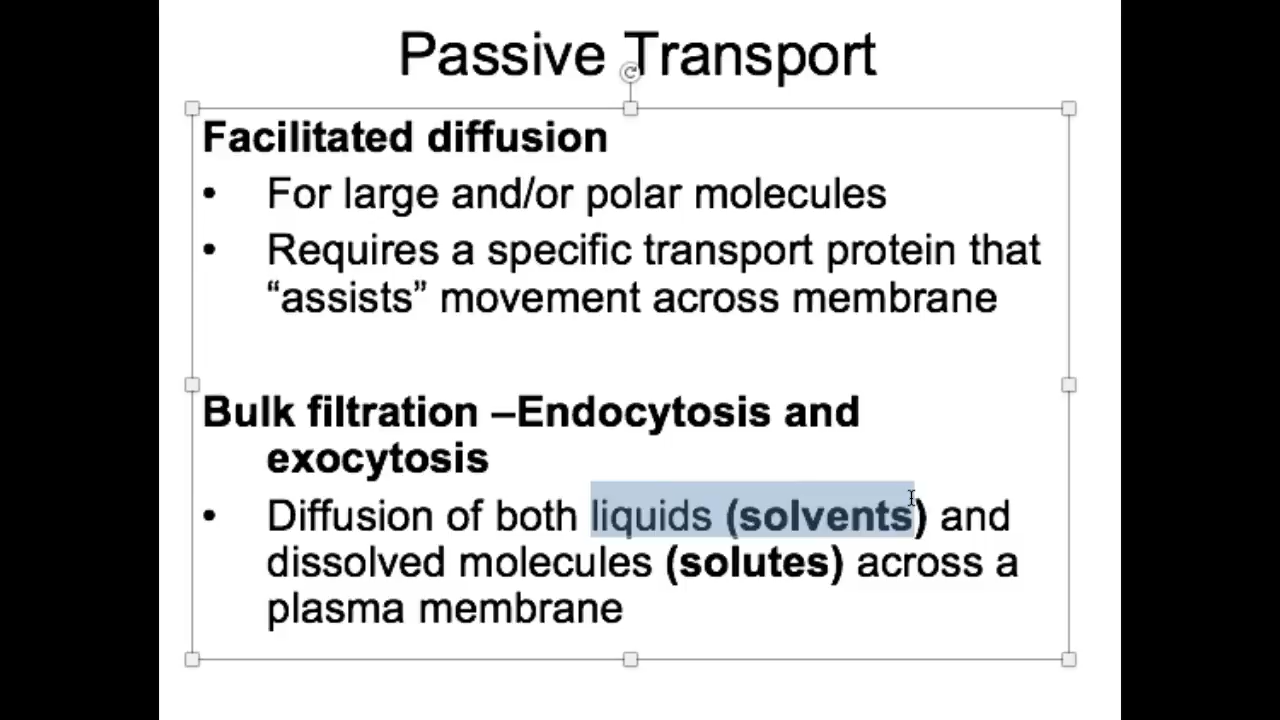 Passive Transport
Facilitated diffusion
• For large and/or polar molecules
• Requires a specific transport protein that
“assists” movement across membrane
Bulk filtration –Endocytosis and
exocytosis
• Diffusion of both liquids (solvents) and
dissolved molecules (solutes) across a
plasma membrane